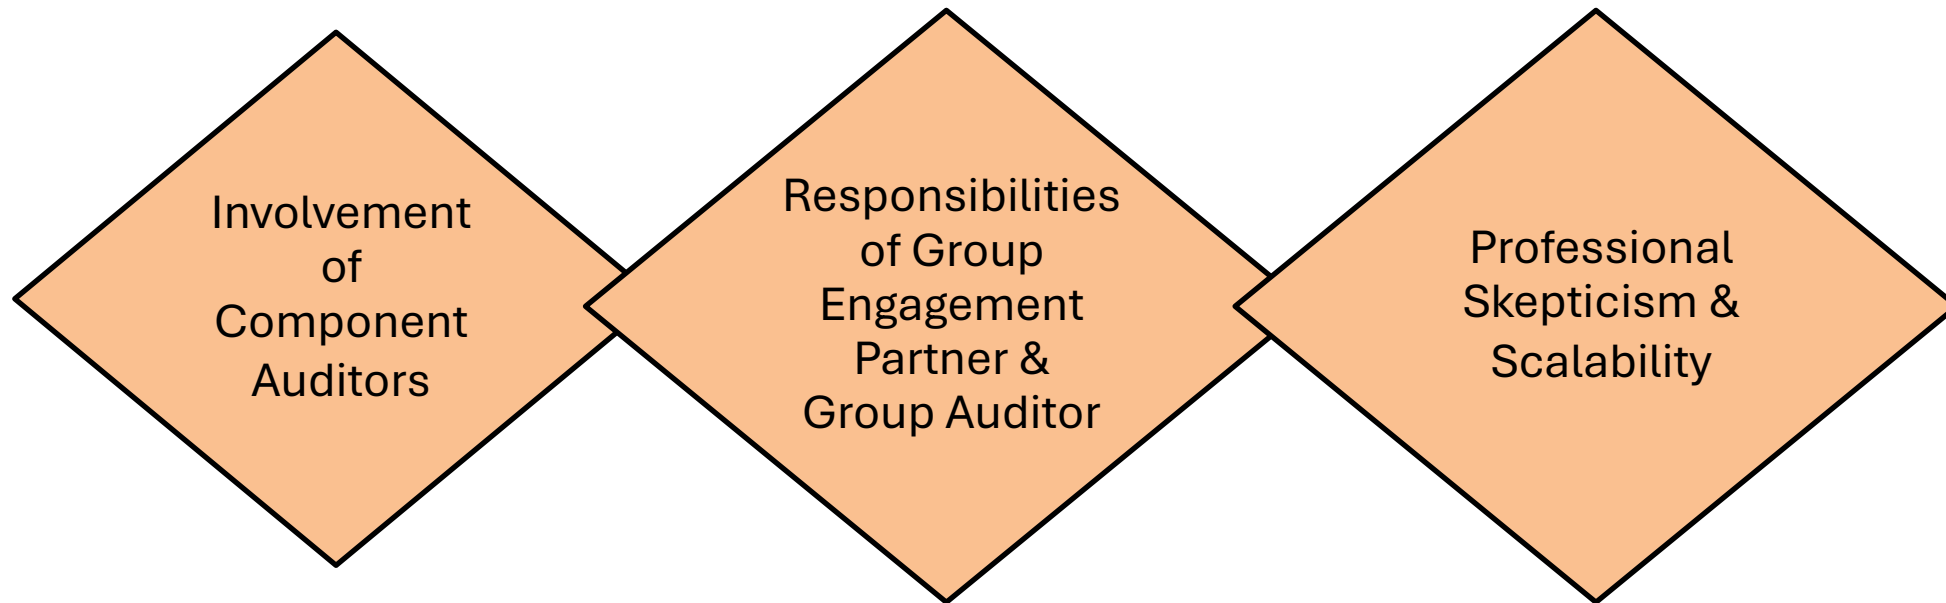 Involvement
of
Component
Auditors
Responsibilities
of Group
Engagement
Partner &
Group Auditor
Professional
Skepticism &
Scalability